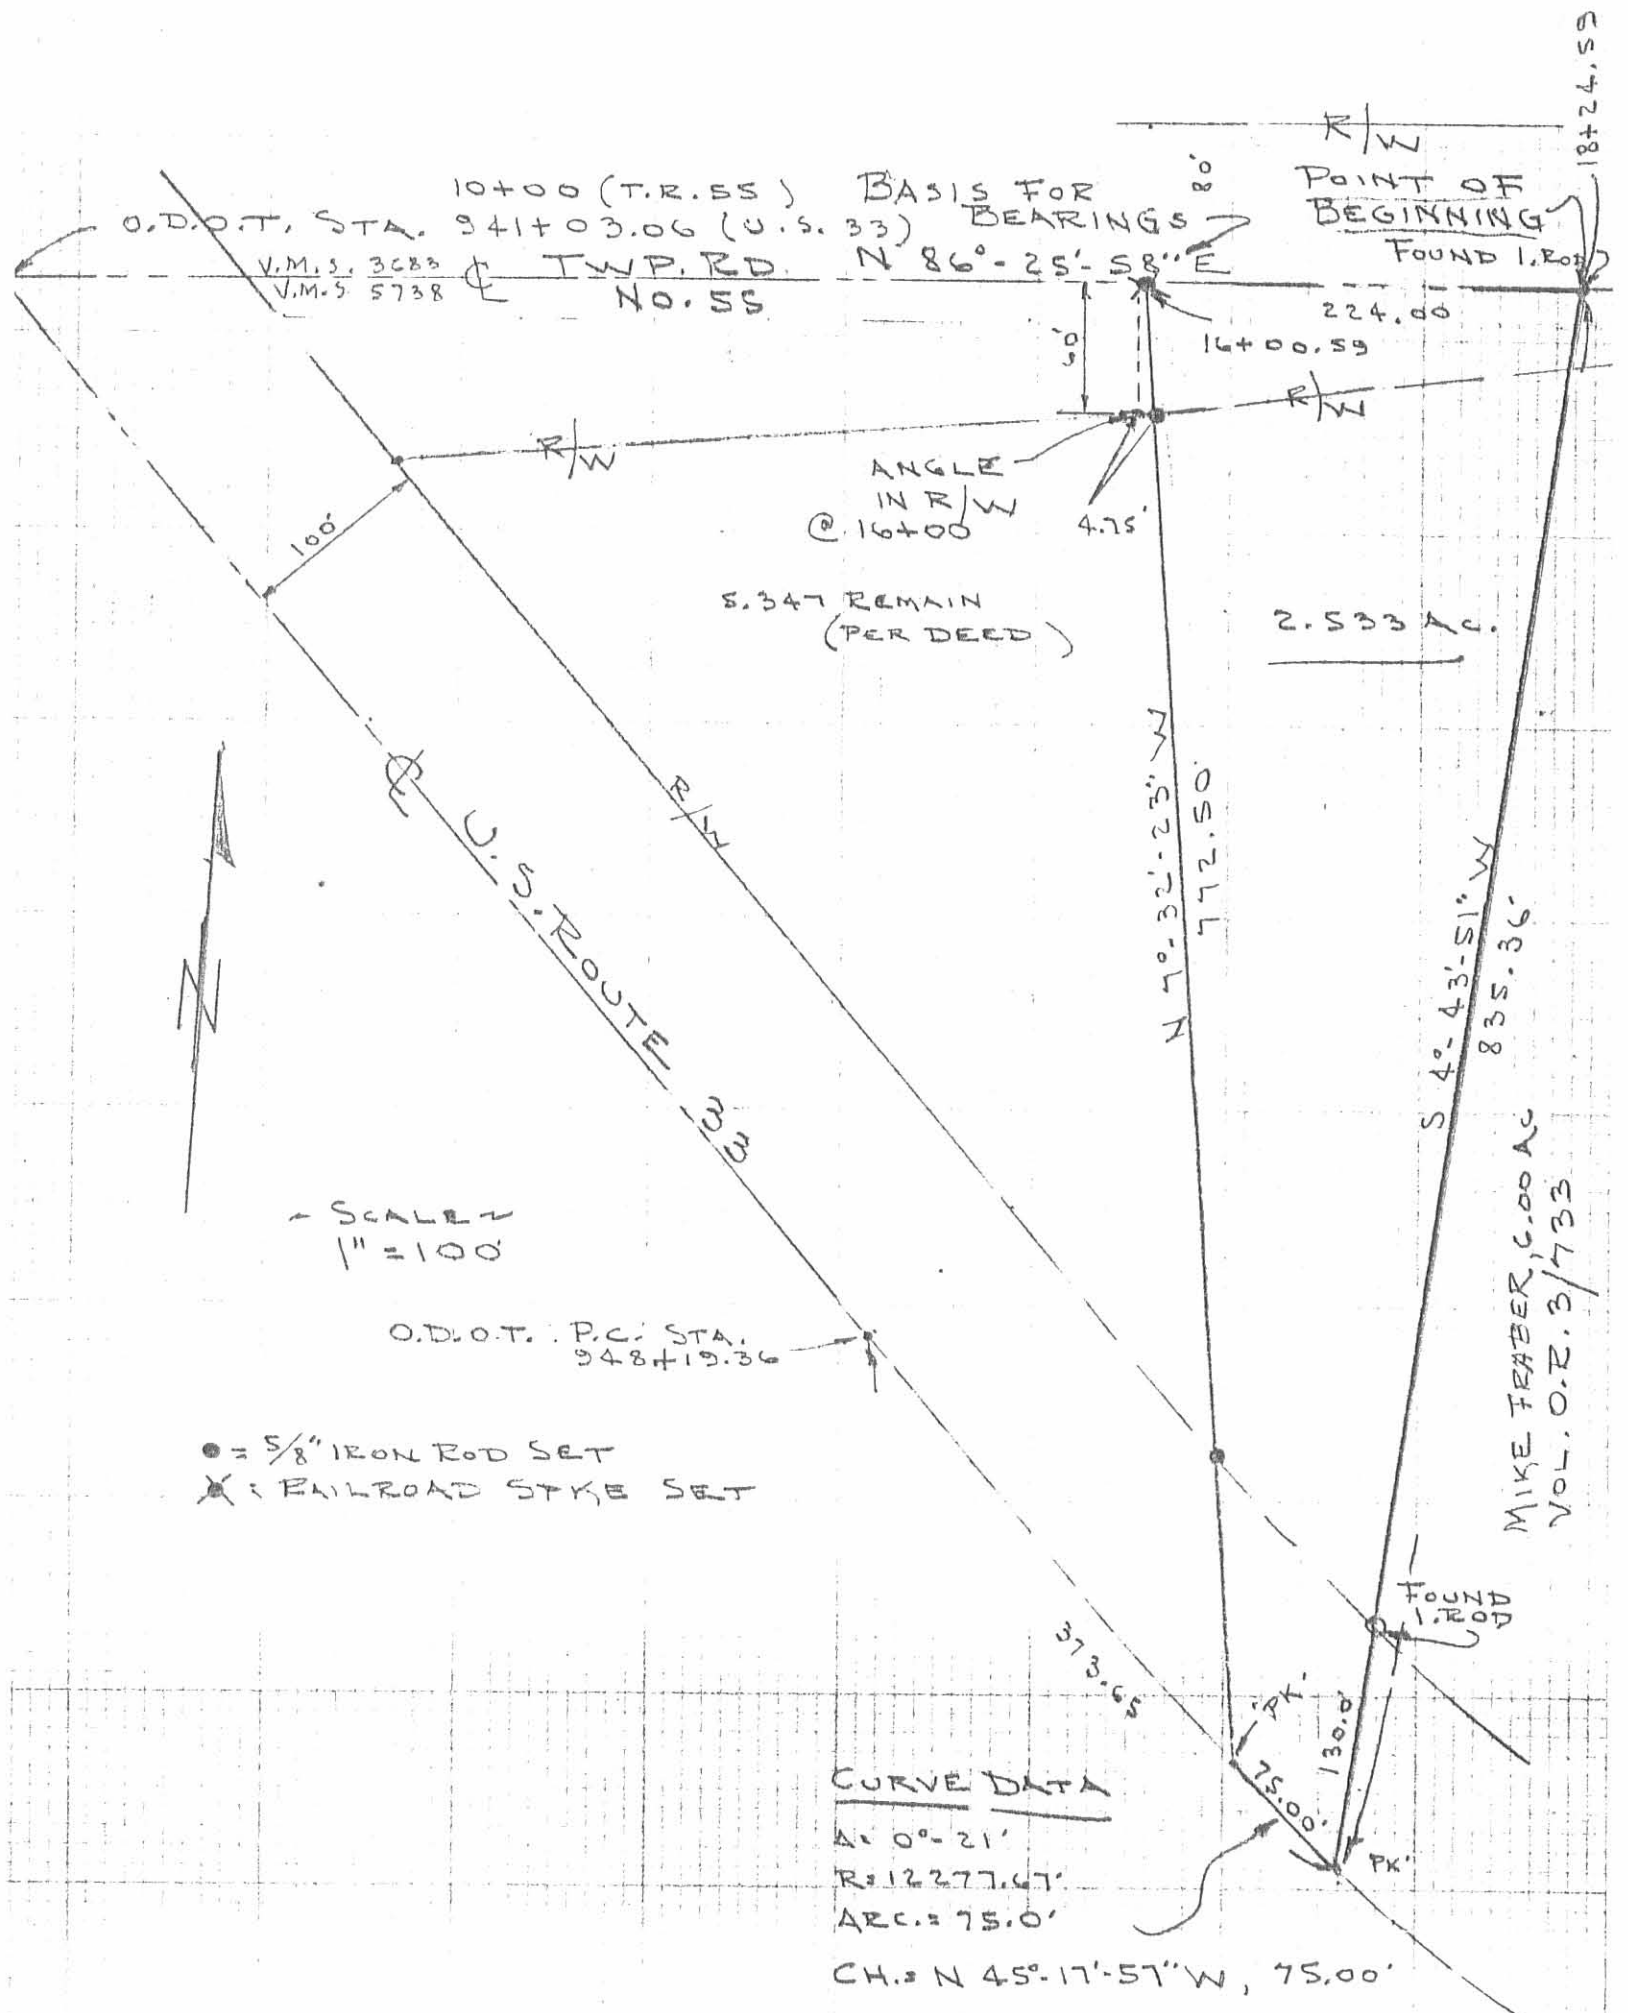 18+24.59
R/W
80'
10+00 (T.R. 55)
BASIS FOR
BEARINGS
POINT OF
BEGINNING
O.D.O.T. STA. 941+03.06 (U.S. 33)
FOUND I.ROD
V.M.S. 3683
V.M.S. 5738
℄ TWP. RD.
NO. 55
N 86°-25'-58" E
224.00
60'
16+00.59
R/W
R/W
ANGLE
IN R/W
@ 16+00
4.75'
100'
5.347 REMAIN
(PER DEED)
2.533 AC.
R/W
℄ U.S. ROUTE 33
N 7°-32'-23" W
772.50'
S 4°-43'-51" W
835.36'
MIKE
6.00 AC
VOL. O.R. 3/733
N
~ SCALE ~
1" = 100'
O.D.O.T. P.C. STA.
948+19.36
= 5/8" IRON ROD SET
: RAILROAD SPKE SET
FOUND
I.ROD
373.65
PK.
75.00'
130.0'
PK.
CURVE DATA
Δ= 0°-21'
R= 12277.67'
ARC.= 75.0'
CH.= N 45°-17'-57" W, 75.00'